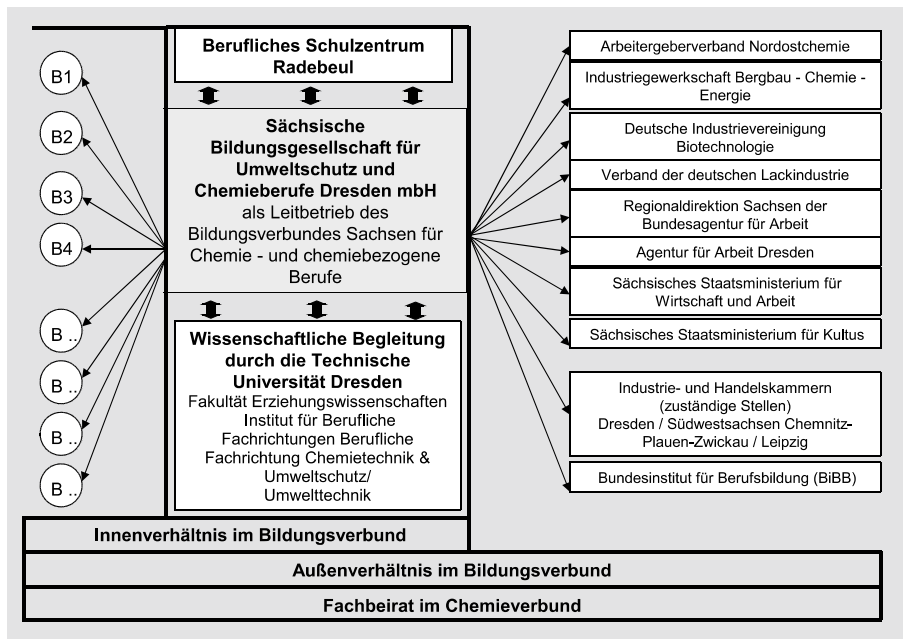 B1
B2
B3
B4
B ..
B ..
B ..
B ..
Berufliches Schulzentrum
Radebeul
Sächsische
Bildungsgesellschaft für
Umweltschutz und
Chemieberufe Dresden mbH
als Leitbetrieb des
Bildungsverbundes Sachsen für
Chemie - und chemiebezogene
Berufe
Wissenschaftliche Begleitung
durch die Technische
Universität Dresden
Fakultät Erziehungswissenschaften
Institut für Berufliche
Fachrichtungen Berufliche
Fachrichtung Chemietechnik &
Umweltschutz/
Umwelttechnik
Arbeitergeberverband Nordostchemie
Industriegewerkschaft Bergbau - Chemie -
Energie
Deutsche Industrievereinigung
Biotechnologie
Verband der deutschen Lackindustrie
Regionaldirektion Sachsen der
Bundesagentur für Arbeit
Agentur für Arbeit Dresden
Sächsisches Staatsministerium für
Wirtschaft und Arbeit
Sächsisches Staatsministerium für Kultus
Industrie- und Handelskammern
(zuständige Stellen)
Dresden / Südwestsachsen Chemnitz-
Plauen-Zwickau / Leipzig
Bundesinstitut für Berufsbildung (BiBB)
Innenverhältnis im Bildungsverbund
Außenverhältnis im Bildungsverbund
Fachbeirat im Chemieverbund